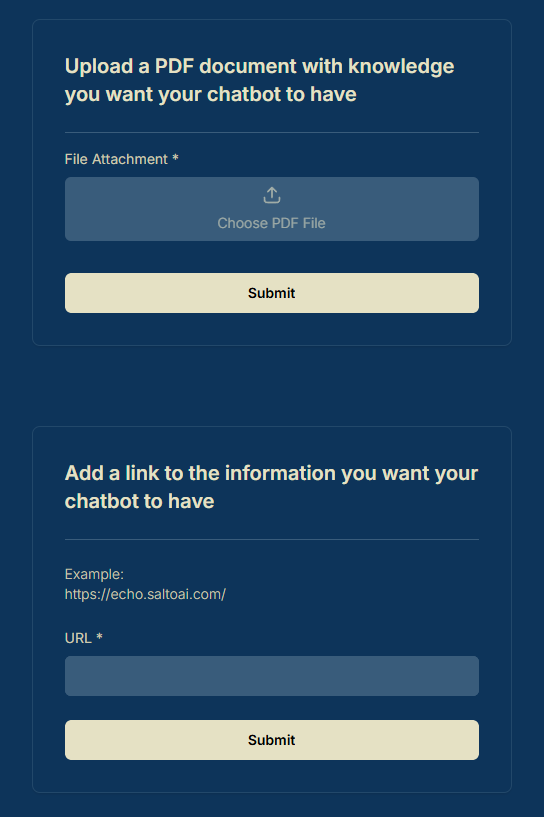 Upload a PDF document with knowledge
you want your chatbot to have
File Attachment *
Choose PDF File
Submit
Add a link to the information you want your
chatbot to have
Example:
https://echo.saltoai.com/
URL *
Submit